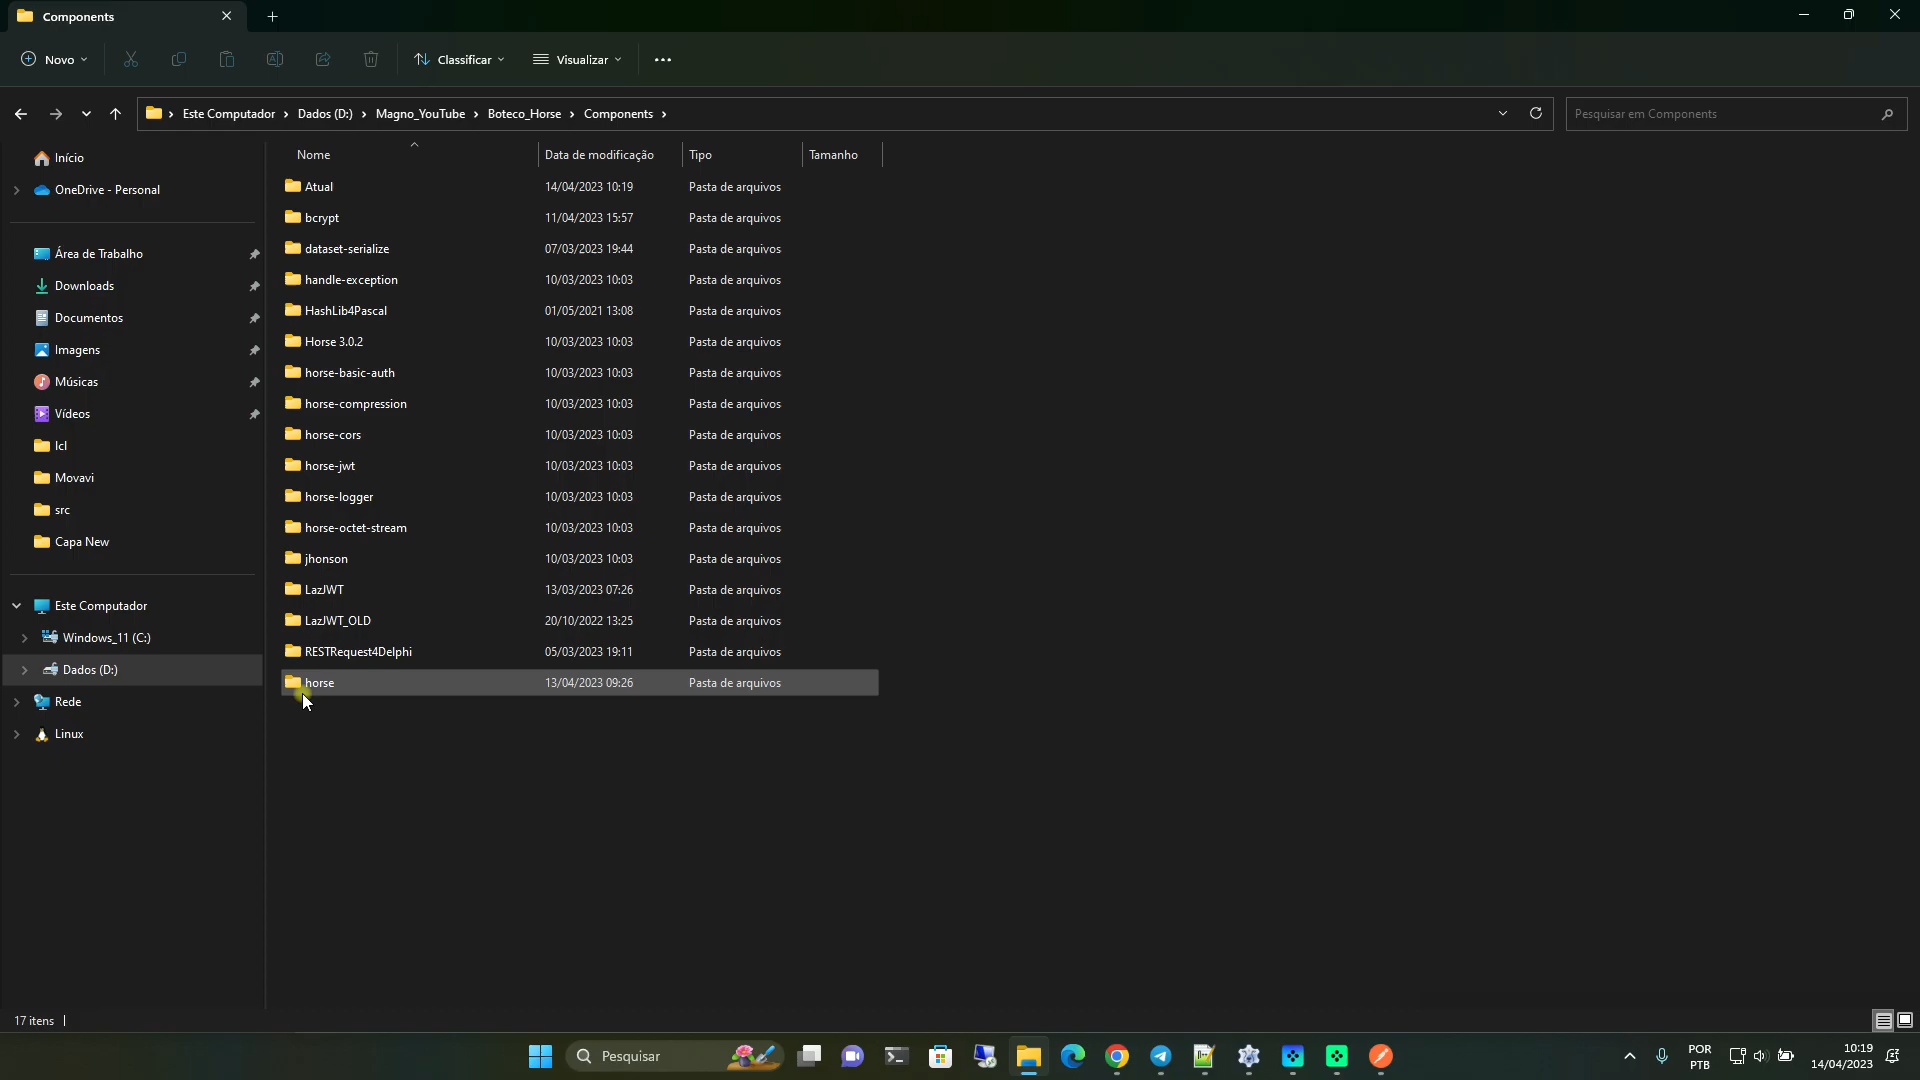 Components
Novo
Classificar
Visualizar
Este Computador > Dados (D:) > Magno_YouTube > Boteco_Horse > Components >
Pesquisar em Components
Início
OneDrive - Personal
Área de Trabalho
Downloads
Documentos
Imagens
Músicas
Vídeos
lcl
Movavi
src
Capa New
Este Computador
Windows_11 (C:)
Dados (D:)
Rede
Linux
Nome Data de modificação Tipo Tamanho
Atual 14/04/2023 10:19 Pasta de arquivos
bcrypt 11/04/2023 15:57 Pasta de arquivos
dataset-serialize 07/03/2023 19:44 Pasta de arquivos
handle-exception 10/03/2023 10:03 Pasta de arquivos
HashLib4Pascal 01/05/2021 13:08 Pasta de arquivos
Horse 3.0.2 10/03/2023 10:03 Pasta de arquivos
horse-basic-auth 10/03/2023 10:03 Pasta de arquivos
horse-compression 10/03/2023 10:03 Pasta de arquivos
horse-cors 10/03/2023 10:03 Pasta de arquivos
horse-jwt 10/03/2023 10:03 Pasta de arquivos
horse-logger 10/03/2023 10:03 Pasta de arquivos
horse-octet-stream 10/03/2023 10:03 Pasta de arquivos
jhonson 10/03/2023 10:03 Pasta de arquivos
LazJWT 13/03/2023 07:26 Pasta de arquivos
LazJWT_OLD 20/10/2022 13:25 Pasta de arquivos
RESTRequest4Delphi 05/03/2023 19:11 Pasta de arquivos
horse 13/04/2023 09:26 Pasta de arquivos
17 itens
Pesquisar
POR
PTB
10:19
14/04/2023